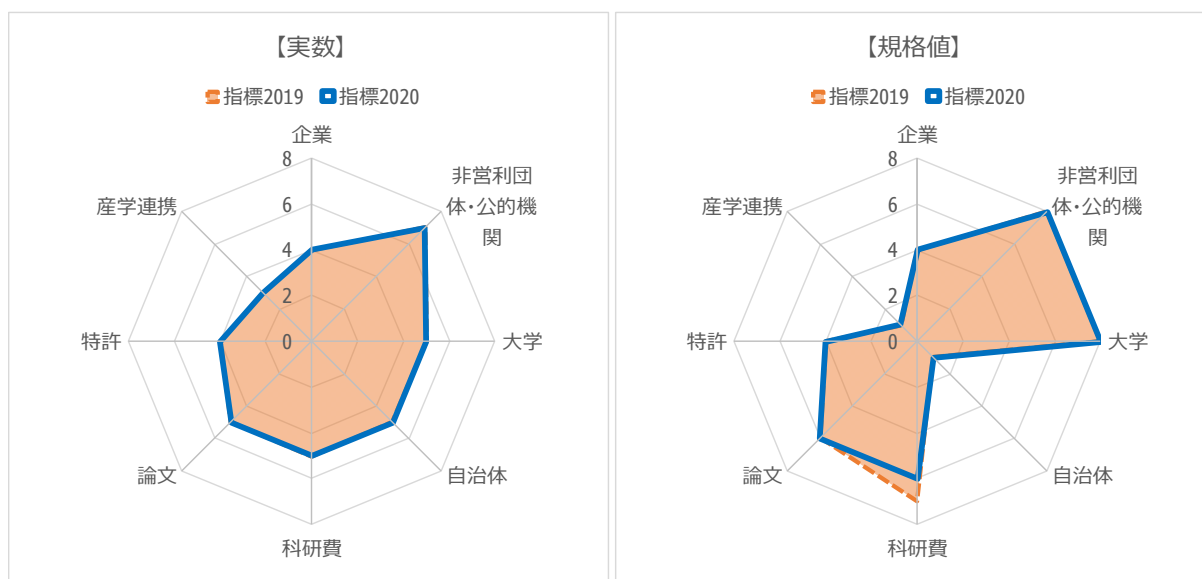 【実数】
指標2019 指標2020
企業
8
非営利団
体・公的機
関
産学連携
6
4
2
0
特許
大学
論文
自治体
科研費
【規格値】
指標2019 指標2020
企業
8
非営利団
体・公的機
関
産学連携
6
4
2
0
特許
大学
論文
自治体
科研費